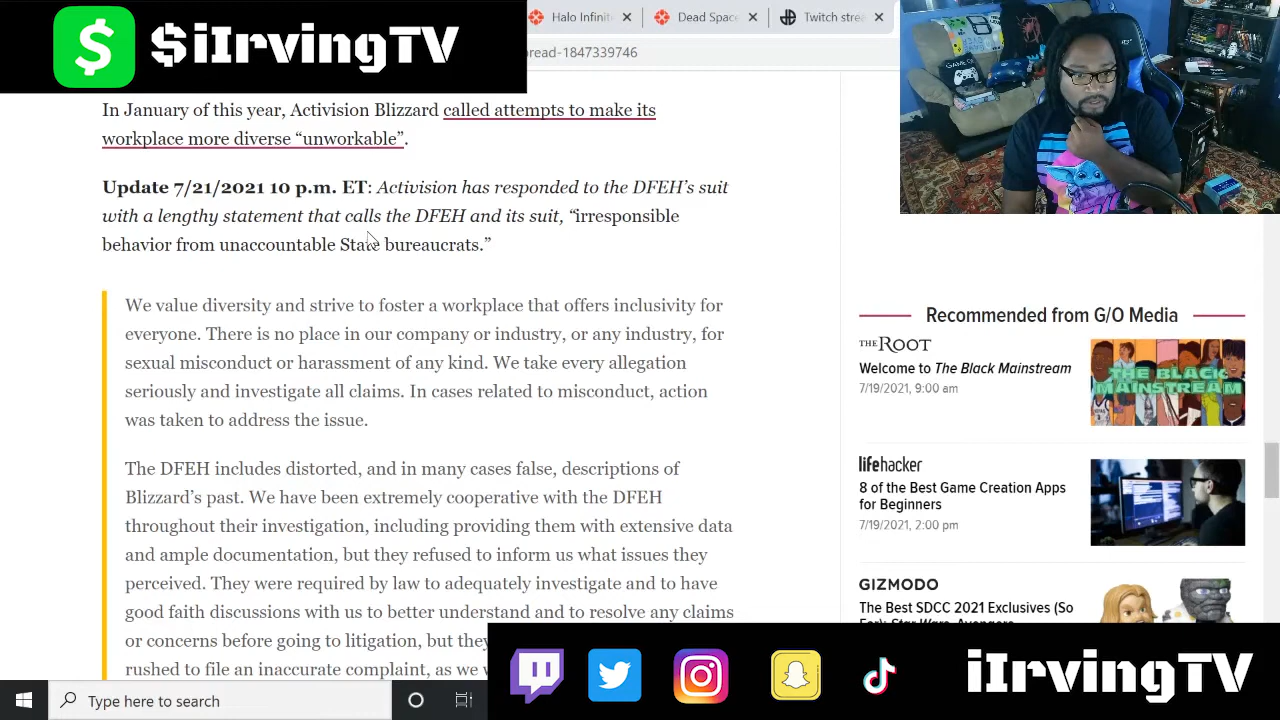 $iIrvingTV
Halo Infinit
Dead Space
Twitch strea
pread-1847339746
In January of this year, Activision Blizzard called attempts to make its
workplace more diverse “unworkable”.
Update 7/21/2021 10 p.m. ET: Activision has responded to the DFEH’s suit
with a lengthy statement that calls the DFEH and its suit, “irresponsible
behavior from unaccountable State bureaucrats.”
We value diversity and strive to foster a workplace that offers inclusivity for
everyone. There is no place in our company or industry, or any industry, for
sexual misconduct or harassment of any kind. We take every allegation
seriously and investigate all claims. In cases related to misconduct, action
was taken to address the issue.
The DFEH includes distorted, and in many cases false, descriptions of
Blizzard’s past. We have been extremely cooperative with the DFEH
throughout their investigation, including providing them with extensive data
and ample documentation, but they refused to inform us what issues they
perceived. They were required by law to adequately investigate and to have
good faith discussions with us to better understand and to resolve any claims
or concerns before going to litigation, but they
rushed to file an inaccurate complaint, as we w
Recommended from G/O Media
THE ROOT
Welcome to The Black Mainstream
7/19/2021, 9:00 am
THE BLACK
MAINSTREAM
lifehacker
8 of the Best Game Creation Apps
for Beginners
7/19/2021, 2:00 pm
GIZMODO
The Best SDCC 2021 Exclusives (So
Far): Star Wars, Avengers,
iIrvingTV
Type here to search